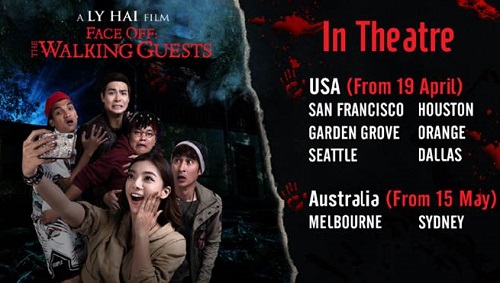 A LY HAI FILM
FACE OFF:
THE WALKING GUESTS
In Theatre
USA (From 19 April)
SAN FRANCISCO HOUSTON
GARDEN GROVE ORANGE
SEATTLE DALLAS
Australia (From 15 May)
MELBOURNE SYDNEY